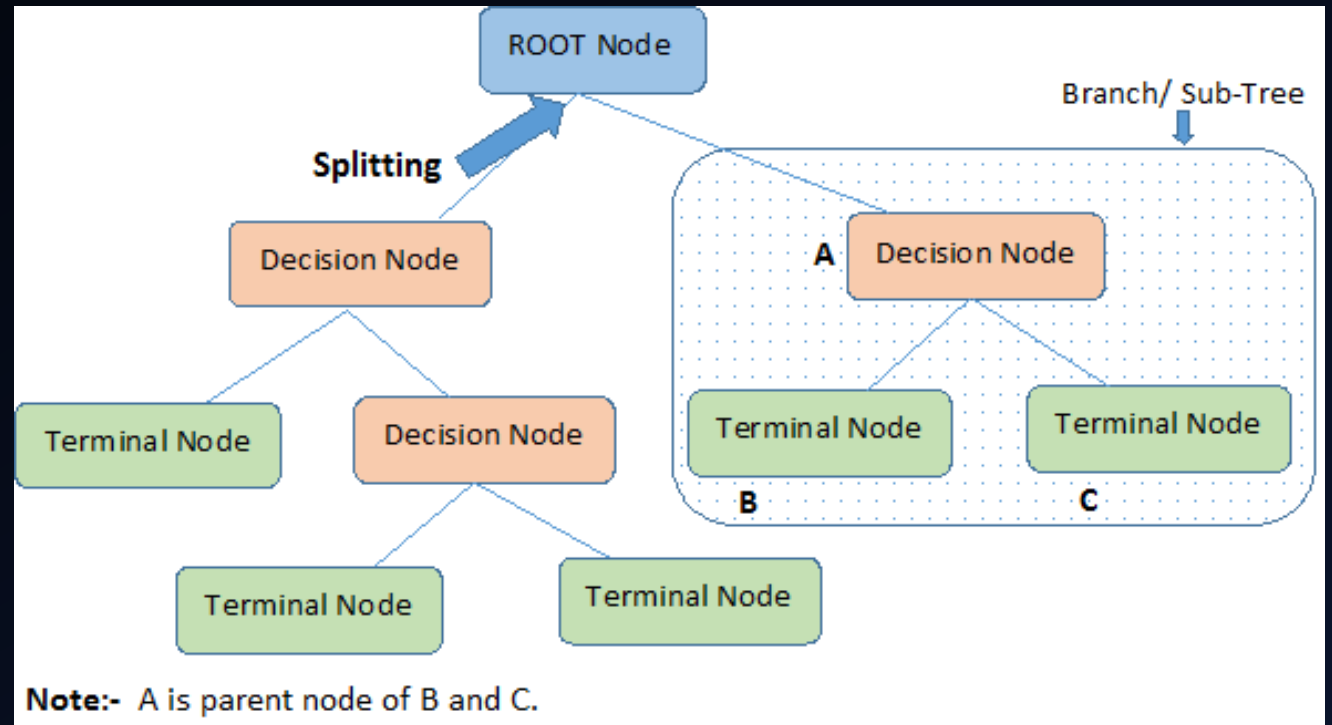 ROOT Node
Branch/ Sub-Tree
Splitting
Decision Node
A
Decision Node
Terminal Node
Decision Node
Terminal Node
Terminal Node
B
C
Terminal Node
Terminal Node
Note:- A is parent node of B and C.